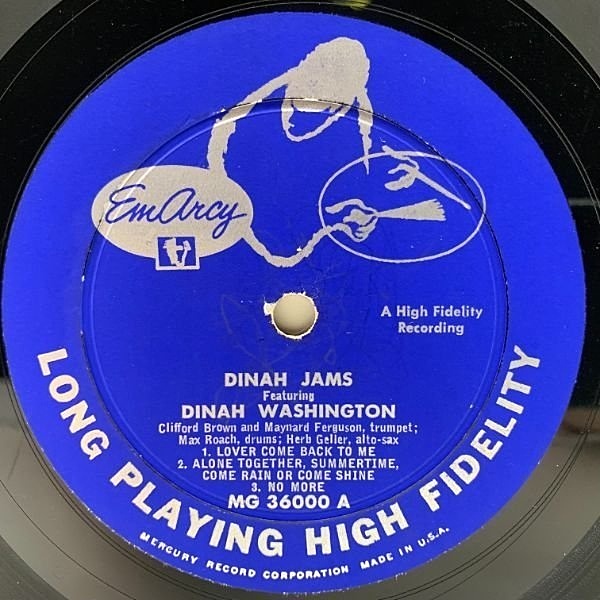 EmArcy
A High Fidelity
Recording
DINAH JAMS
Featuring
DINAH WASHINGTON
Clifford Brown and Maynard Ferguson, trumpet;
Max Roach, drums; Herb Geller, alto-sax
1. LOVER COME BACK TO ME
2. ALONE TOGETHER, SUMMERTIME,
COME RAIN OR COME SHINE
3. NO MORE
MG 36000 A
LONG PLAYING HIGH FIDELITY
MERCURY RECORD CORPORATION MADE IN U.S.A.